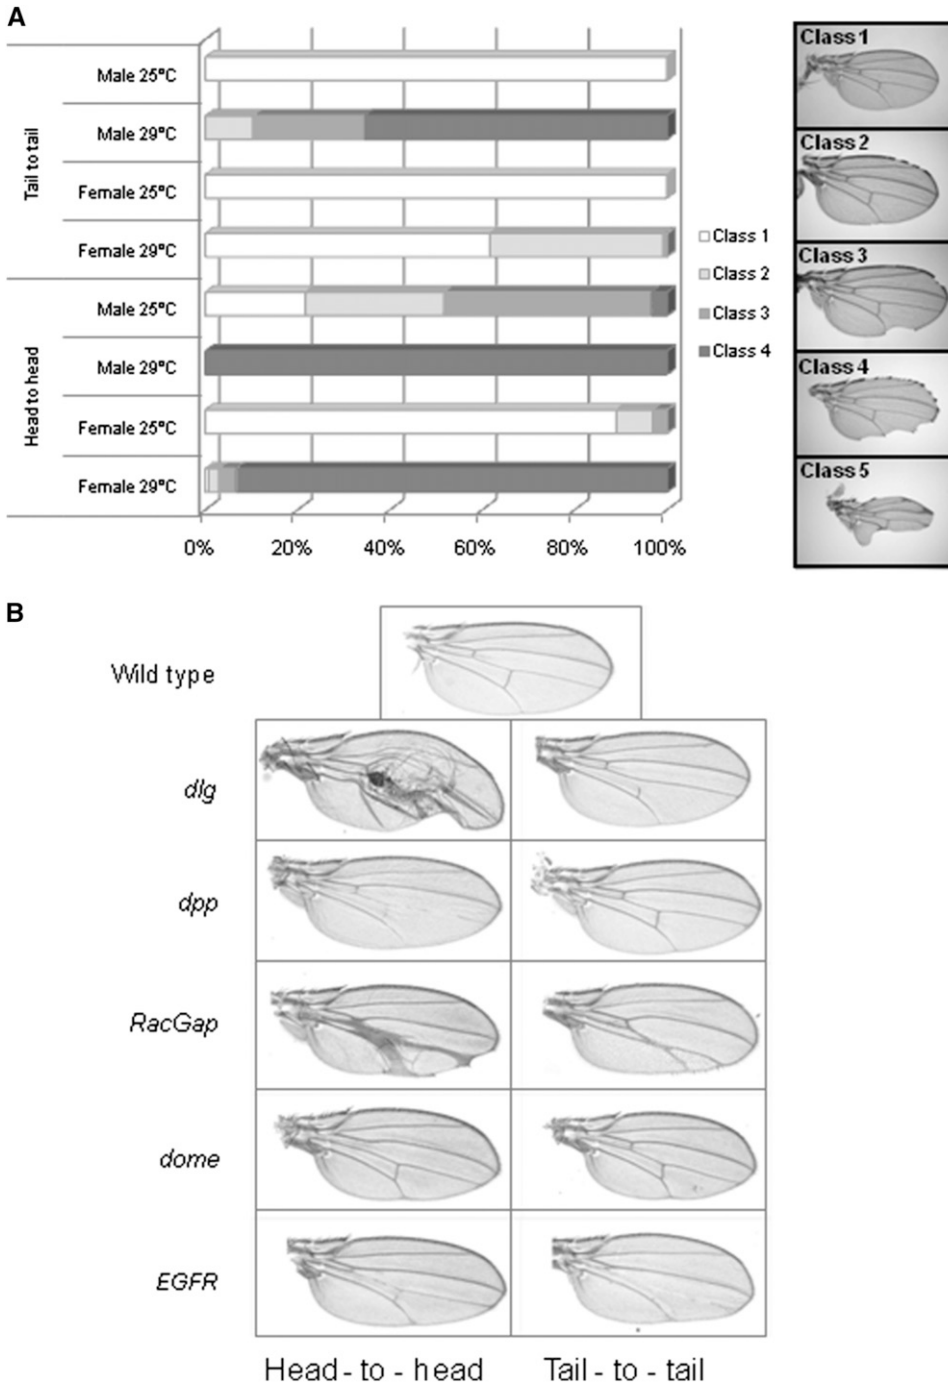 A
Tail to tail
Male 25°C
Male 29°C
Female 25°C
Female 29°C
Head to head
Male 25°C
Male 29°C
Female 25°C
Female 29°C
0% 20% 40% 60% 80% 100%
Class 1
Class 2
Class 3
Class 4
Class 1
Class 2
Class 3
Class 4
Class 5
B
Wild type
dlg
dpp
RacGap
dome
EGFR
Head - to - head Tail - to - tail